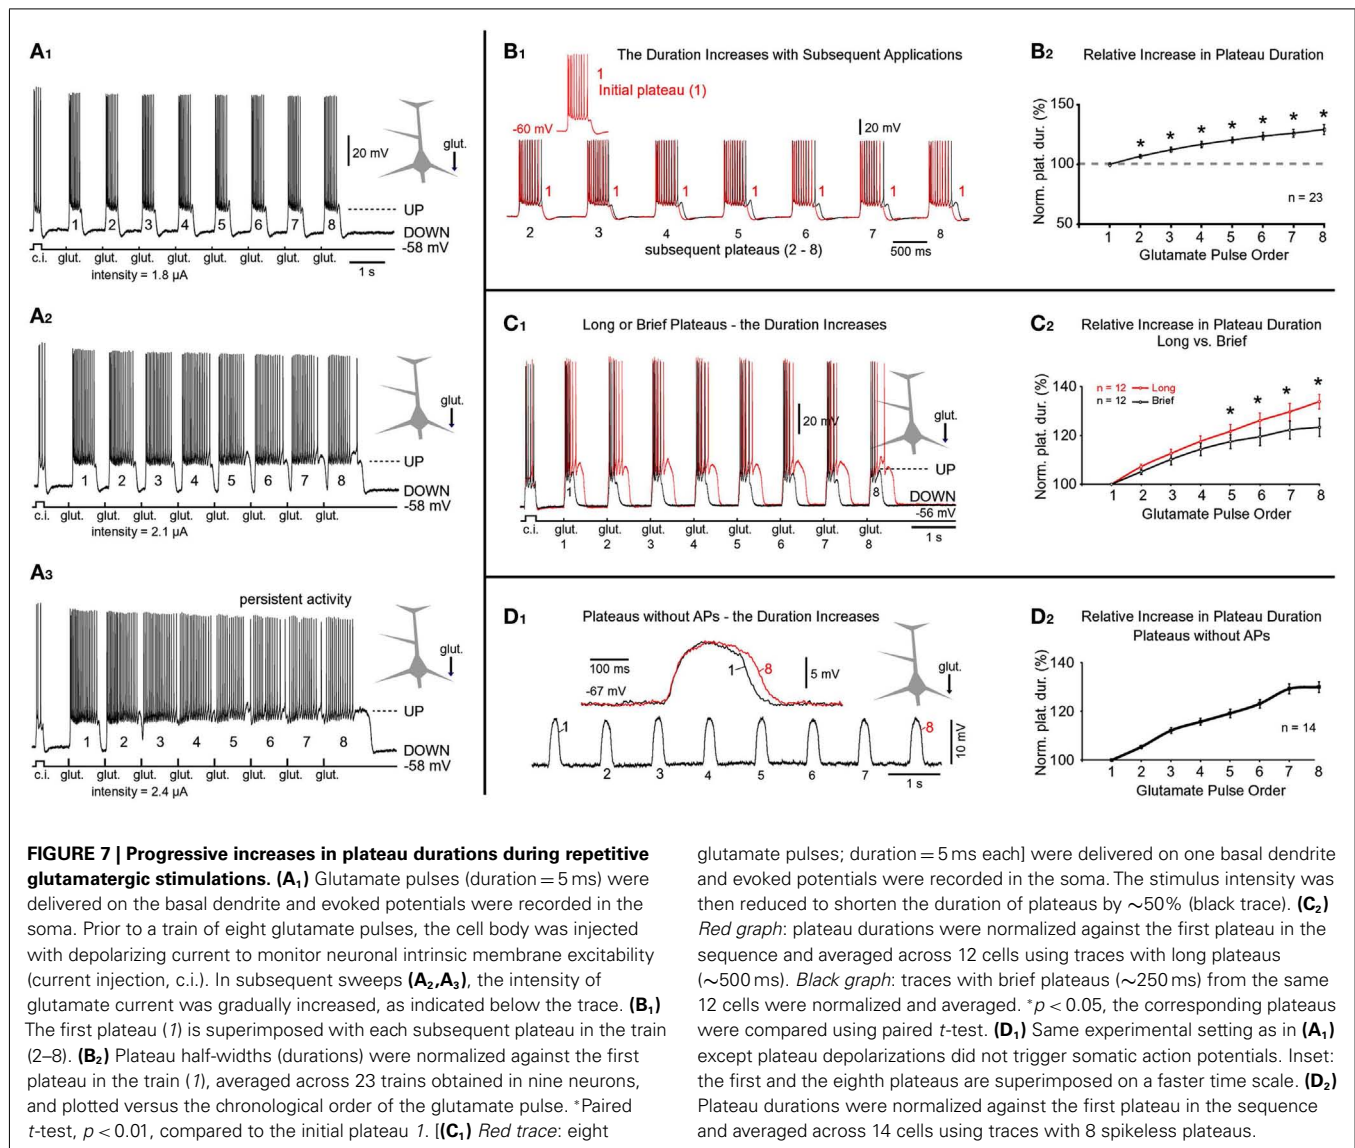 A1
20 mV
glut.
UP
DOWN
-58 mV
1 2 3 4 5 6 7 8
c.i. glut. glut. glut. glut. glut. glut. glut. glut.
intensity = 1.8 µA
1 s
A2
glut.
UP
DOWN
-58 mV
1 2 3 4 5 6 7 8
c.i. glut. glut. glut. glut. glut. glut. glut. glut.
intensity = 2.1 µA
A3
persistent activity
glut.
UP
DOWN
-58 mV
1 2 3 4 5 6 7 8
c.i. glut. glut. glut. glut. glut. glut. glut. glut.
intensity = 2.4 µA
B1
The Duration Increases with Subsequent Applications
1
Initial plateau (1)
-60 mV
20 mV
1 1 1 1 1 1 1
2 3 4 5 6 7 8
subsequent plateaus (2 - 8)
500 ms
B2
Relative Increase in Plateau Duration
Norm. plat. dur. (%)
150
100
50
* * * * * * *
n = 23
1 2 3 4 5 6 7 8
Glutamate Pulse Order
C1
Long or Brief Plateaus - the Duration Increases
20 mV
glut.
UP
DOWN
-56 mV
1 8
c.i. glut. glut. glut. glut. glut. glut. glut. glut.
1 2 3 4 5 6 7 8
1 s
C2
Relative Increase in Plateau Duration
Long vs. Brief
Norm. plat. dur. (%)
140
120
100
n = 12 Long
n = 12 Brief
* * * *
1 2 3 4 5 6 7 8
Glutamate Pulse Order
D1
Plateaus without APs - the Duration Increases
100 ms
-67 mV
1 8
5 mV
glut.
1 8
10 mV
2 3 4 5 6 7
1 s
D2
Relative Increase in Plateau Duration
Plateaus without APs
Norm. plat. dur. (%)
140
120
100
n = 14
1 2 3 4 5 6 7 8
Glutamate Pulse Order
FIGURE 7 | Progressive increases in plateau durations during repetitive
glutamatergic stimulations. (A1) Glutamate pulses (duration = 5 ms) were
delivered on the basal dendrite and evoked potentials were recorded in the
soma. Prior to a train of eight glutamate pulses, the cell body was injected
with depolarizing current to monitor neuronal intrinsic membrane excitability
(current injection, c.i.). In subsequent sweeps (A2,A3), the intensity of
glutamate current was gradually increased, as indicated below the trace. (B1)
The first plateau (1) is superimposed with each subsequent plateau in the train
(2–8). (B2) Plateau half-widths (durations) were normalized against the first
plateau in the train (1), averaged across 23 trains obtained in nine neurons,
and plotted versus the chronological order of the glutamate pulse. *Paired
t-test, p < 0.01, compared to the initial plateau 1. [(C1) Red trace: eight
glutamate pulses; duration = 5 ms each] were delivered on one basal dendrite
and evoked potentials were recorded in the soma. The stimulus intensity was
then reduced to shorten the duration of plateaus by ∼50% (black trace). (C2)
Red graph: plateau durations were normalized against the first plateau in the
sequence and averaged across 12 cells using traces with long plateaus
(∼500 ms). Black graph: traces with brief plateaus (∼250 ms) from the same
12 cells were normalized and averaged. *p < 0.05, the corresponding plateaus
were compared using paired t-test. (D1) Same experimental setting as in (A1)
except plateau depolarizations did not trigger somatic action potentials. Inset:
the first and the eighth plateaus are superimposed on a faster time scale. (D2)
Plateau durations were normalized against the first plateau in the sequence
and averaged across 14 cells using traces with 8 spikeless plateaus.